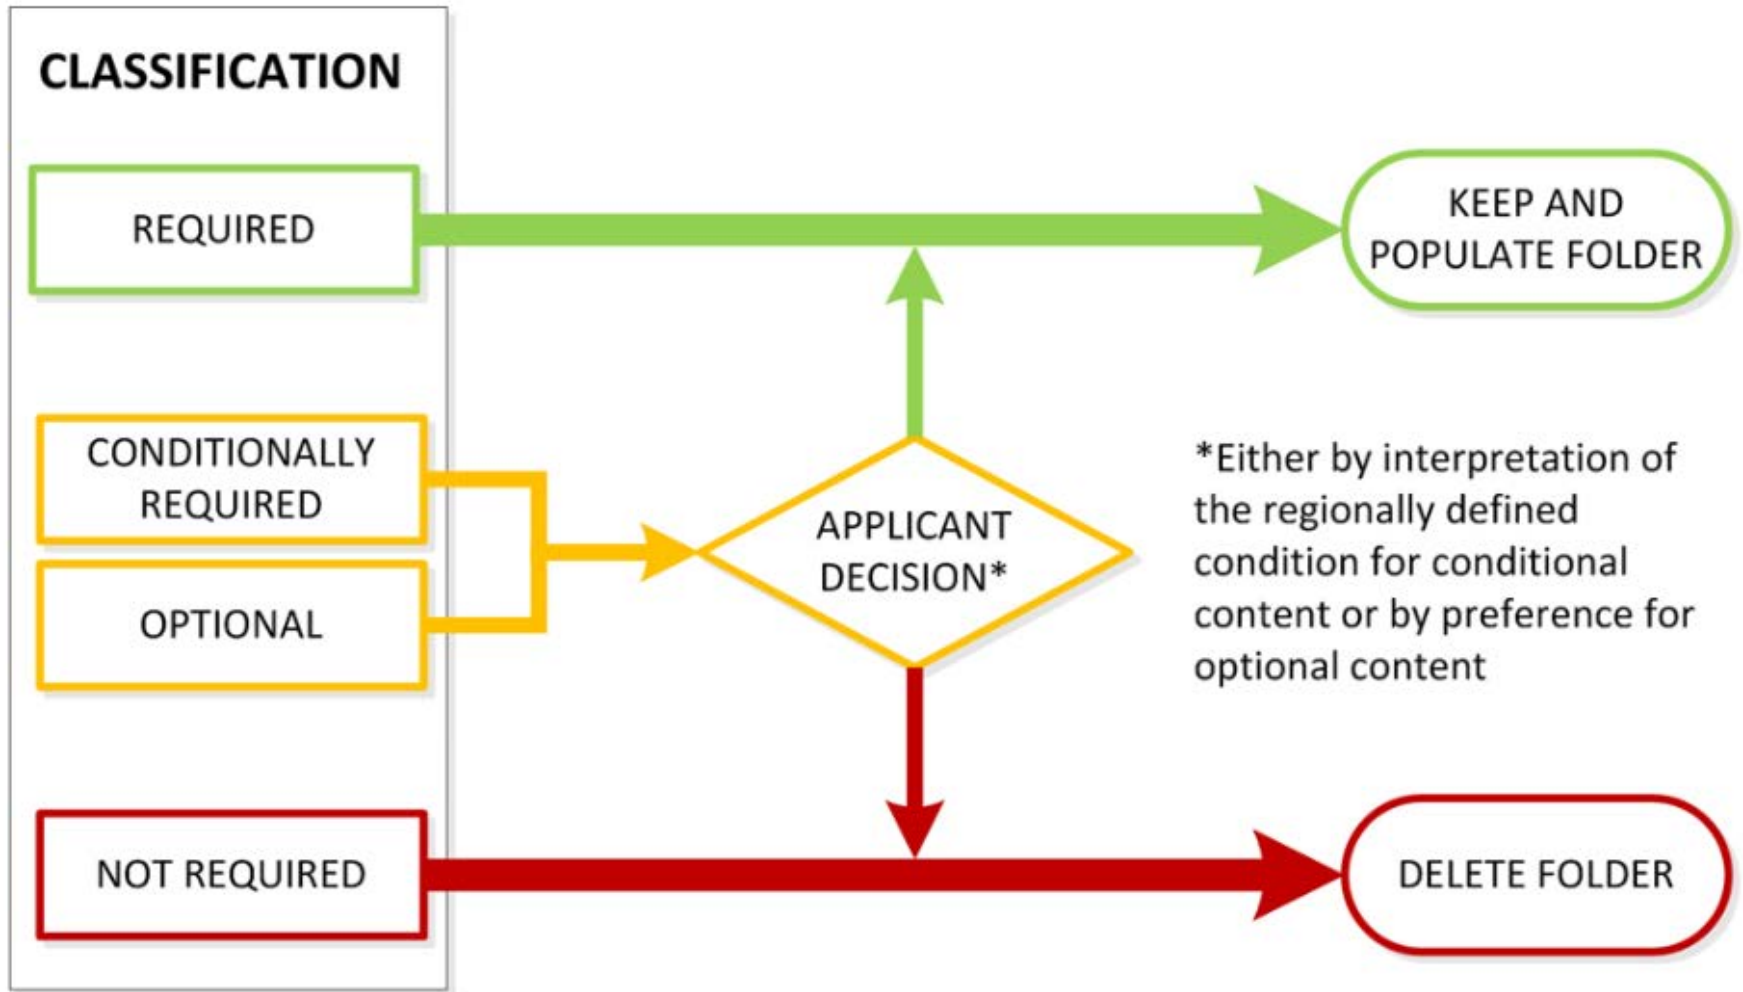 CLASSIFICATION
REQUIRED
KEEP AND
POPULATE FOLDER
CONDITIONALLY
REQUIRED
OPTIONAL
APPLICANT
DECISION*
*Either by interpretation of
the regionally defined
condition for conditional
content or by preference for
optional content
NOT REQUIRED
DELETE FOLDER